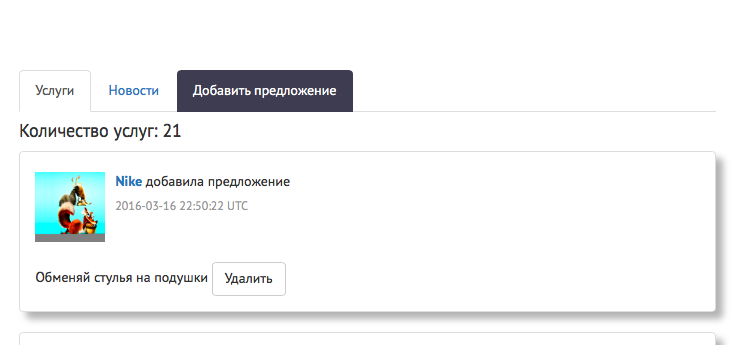 Услуги Новости Добавить предложение
Количество услуг: 21
Nike добавила предложение
2016-03-16 22:50:22 UTC
Обменяй стулья на подушки Удалить